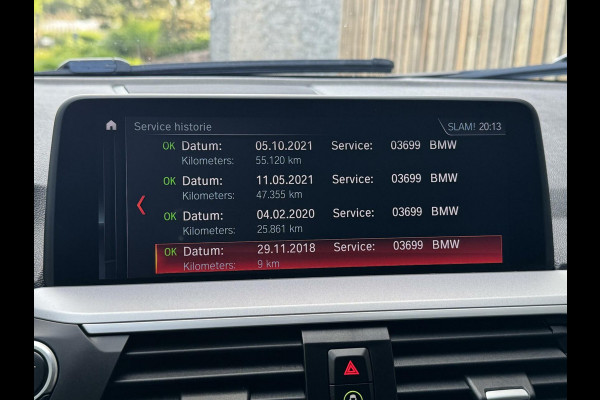 Service historie
SLAM! 20:13
OK Datum: 05.10.2021 Service: 03699 BMW
Kilometers: 55.120 km
OK Datum: 11.05.2021 Service: 03699 BMW
Kilometers: 47.355 km
OK Datum: 04.02.2020 Service: 03699 BMW
Kilometers: 25.861 km
OK Datum: 29.11.2018 Service: 03699 BMW
Kilometers: 9 km